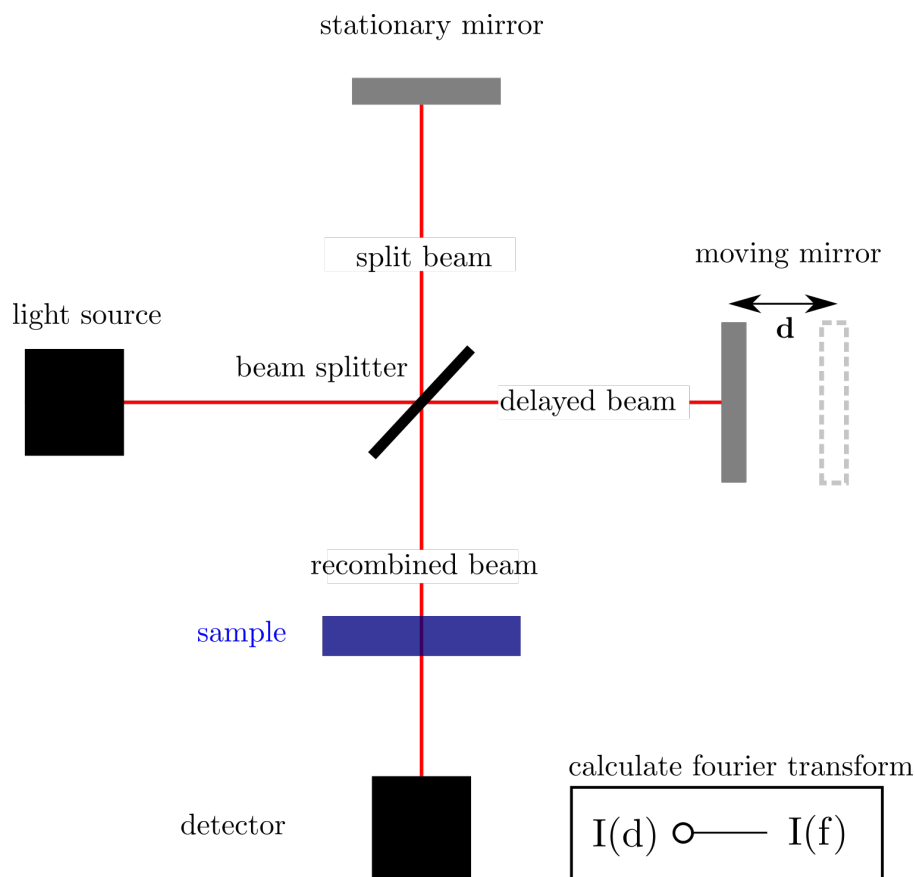 stationary mirror
split beam
moving mirror
d
light source
beam splitter
delayed beam
recombined beam
sample
calculate fourier transform
detector
I(d) I(f)